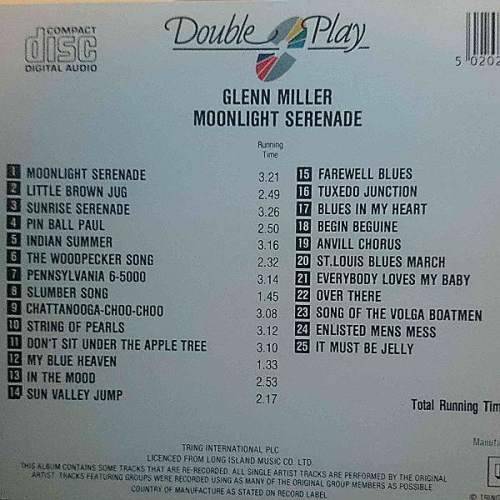 COMPACT
disc
DIGITAL AUDIO
Double Play
5 0202
GLENN MILLER
MOONLIGHT SERENADE
Running
Time
1 MOONLIGHT SERENADE 3.21
2 LITTLE BROWN JUG 2.49
3 SUNRISE SERENADE 3.26
4 PIN BALL PAUL 2.50
5 INDIAN SUMMER 3.16
6 THE WOODPECKER SONG 2.32
7 PENNSYLVANIA 6-5000 3.14
8 SLUMBER SONG 1.45
9 CHATTANOOGA-CHOO-CHOO 3.08
10 STRING OF PEARLS 3.12
11 DON'T SIT UNDER THE APPLE TREE 3.10
12 MY BLUE HEAVEN 1.33
13 IN THE MOOD 2.53
14 SUN VALLEY JUMP 2.17
15 FAREWELL BLUES
16 TUXEDO JUNCTION
17 BLUES IN MY HEART
18 BEGIN BEGUINE
19 ANVILL CHORUS
20 ST.LOUIS BLUES MARCH
21 EVERYBODY LOVES MY BABY
22 OVER THERE
23 SONG OF THE VOLGA BOATMEN
24 ENLISTED MENS MESS
25 IT MUST BE JELLY
Total Running Tim
Manufa
TRING INTERNATIONAL PLC
LICENCED FROM LONG ISLAND MUSIC CO. LTD.
THIS ALBUM CONTAINS SOME TRACKS THAT ARE RE-RECORDED. ALL SINGLE ARTIST TRACKS ARE PERFORMED BY THE ORIGINAL
ARTIST. TRACKS FEATURING GROUPS WERE RECORDED USING AS MANY OF THE ORIGINAL GROUP MEMBERS AS POSSIBLE
COUNTRY OF MANUFACTURE AS STATED ON RECORD LABEL
© TRIN